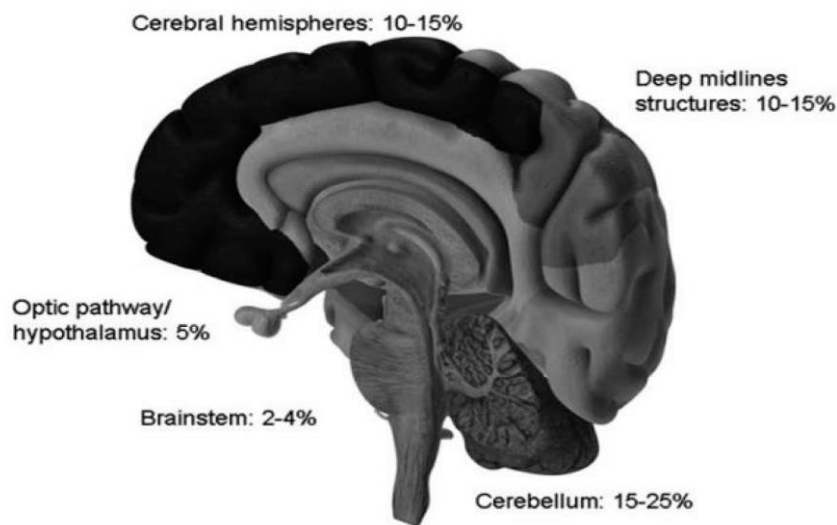 Cerebral hemispheres: 10-15%
Deep midlines
structures: 10-15%
Optic pathway/
hypothalamus: 5%
Brainstem: 2-4%
Cerebellum: 15-25%